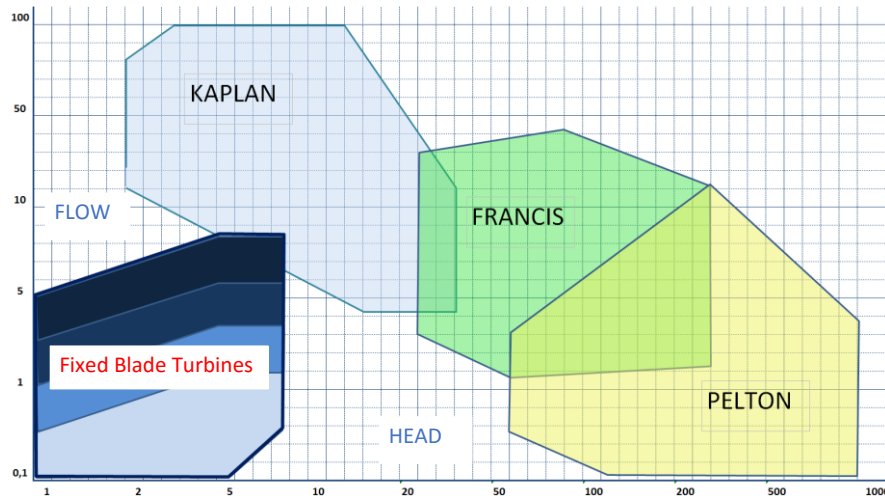 100
KAPLAN
50
10
FLOW
FRANCIS
5
Fixed Blade Turbines
1
PELTON
HEAD
0,1
1 2 5 10 20 50 100 200 500 1000